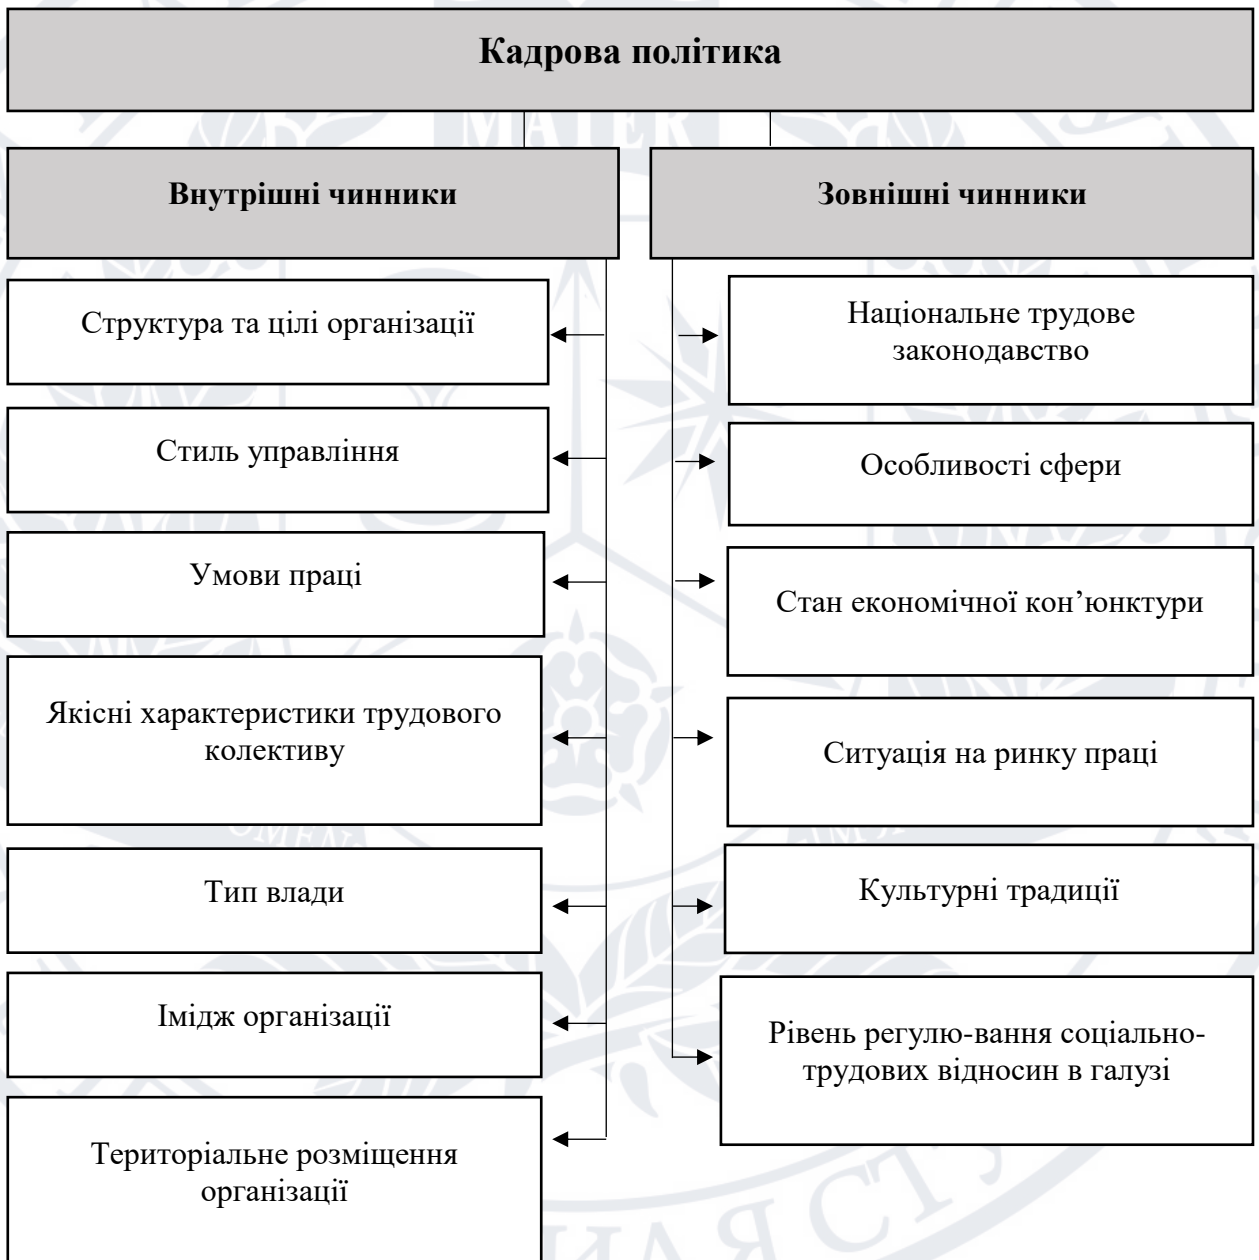 Кадрова політика
Внутрішні чинники
Зовнішні чинники
Структура та цілі організації
Стиль управління
Умови праці
Якісні характеристики трудового
колективу
Тип влади
Імідж організації
Територіальне розміщення
організації
Національне трудове
законодавство
Особливості сфери
Стан економічної кон’юнктури
Ситуація на ринку праці
Культурні традиції
Рівень регулю-вання соціально-
трудових відносин в галузі
MATER
OMEN